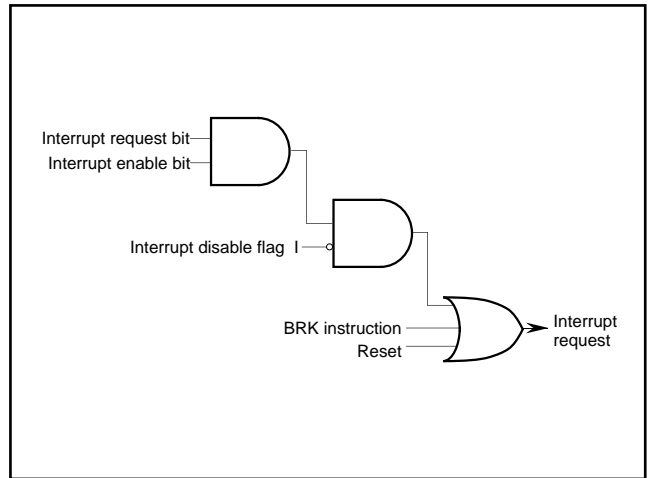 Interrupt request bit
Interrupt enable bit
Interrupt disable flag I
BRK instruction
Reset
Interrupt
request